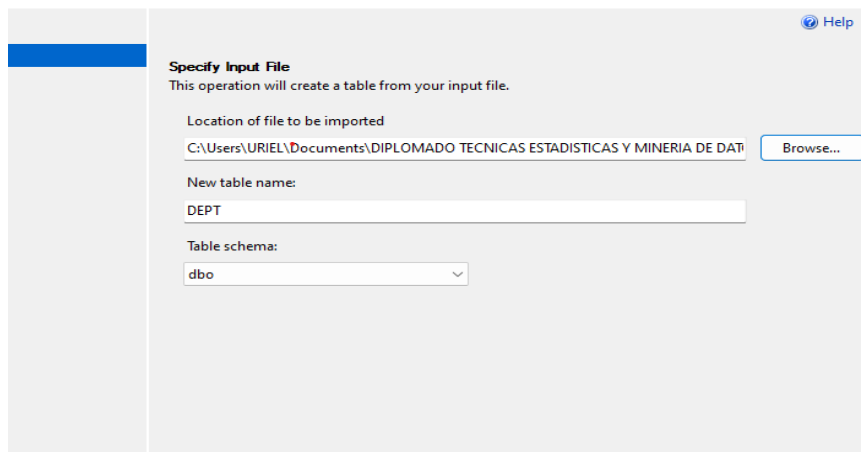 Help
Specify Input File
This operation will create a table from your input file.
Location of file to be imported
C:\Users\URIEL\Documents\DIPLOMADO TECNICAS ESTADISTICAS Y MINERIA DE DAT
Browse...
New table name:
DEPT
Table schema:
dbo